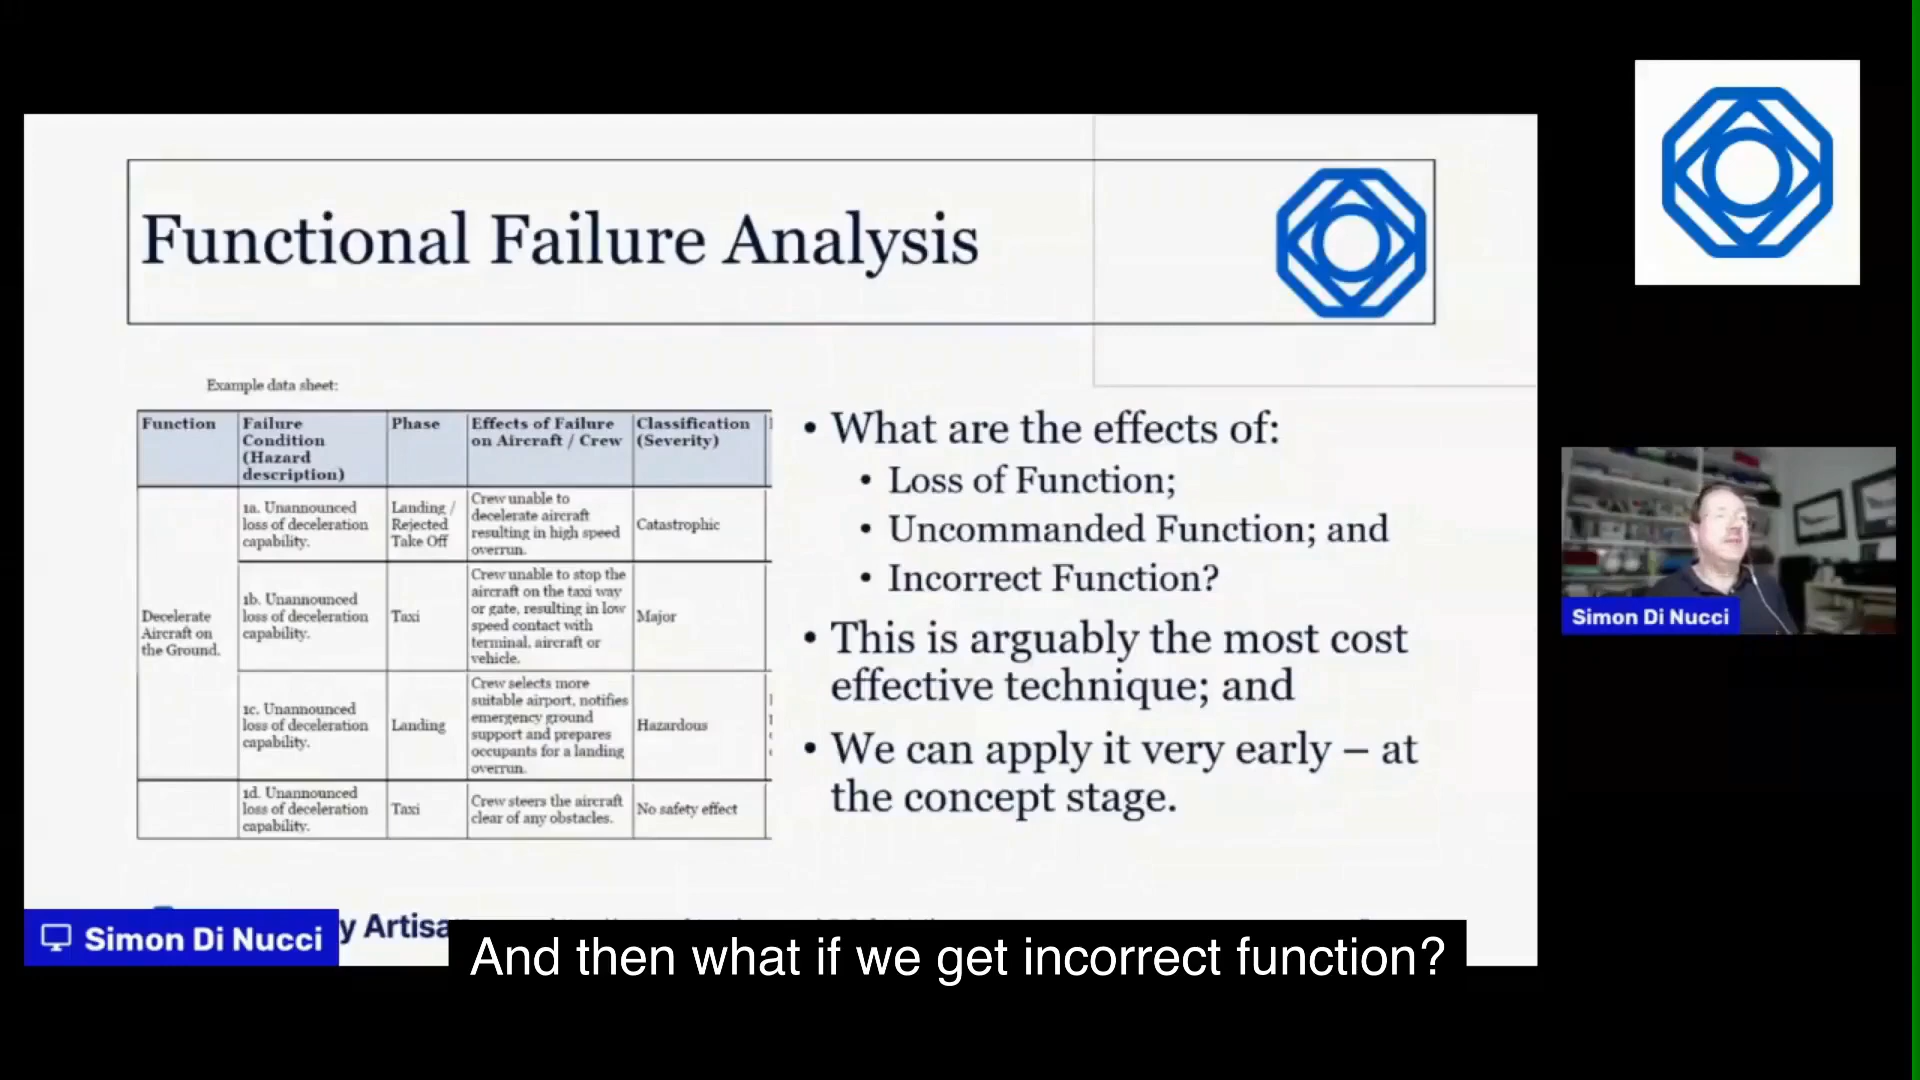 Functional Failure Analysis
Example data sheet:
Function
Failure
Condition
(Hazard
description)
Phase
Effects of Failure
on Aircraft / Crew
Classification
(Severity)
Decelerate
Aircraft on
the Ground.
1a. Unannounced
loss of deceleration
capability.
Landing /
Rejected
Take Off
Crew unable to
decelerate aircraft
resulting in high speed
overrun.
Catastrophic
1b. Unannounced
loss of deceleration
capability.
Taxi
Crew unable to stop the
aircraft on the taxi way
or gate, resulting in low
speed contact with
terminal, aircraft or
vehicle.
Major
1c. Unannounced
loss of deceleration
capability.
Landing
Crew selects more
suitable airport, notifies
emergency ground
support and prepares
occupants for a landing
overrun.
Hazardous
1d. Unannounced
loss of deceleration
capability.
Taxi
Crew steers the aircraft
clear of any obstacles.
No safety effect
• What are the effects of:
• Loss of Function;
• Uncommanded Function; and
• Incorrect Function?
• This is arguably the most cost
effective technique; and
• We can apply it very early – at
the concept stage.
Simon Di Nucci
Simon Di Nucci
y Artisa
And then what if we get incorrect function?